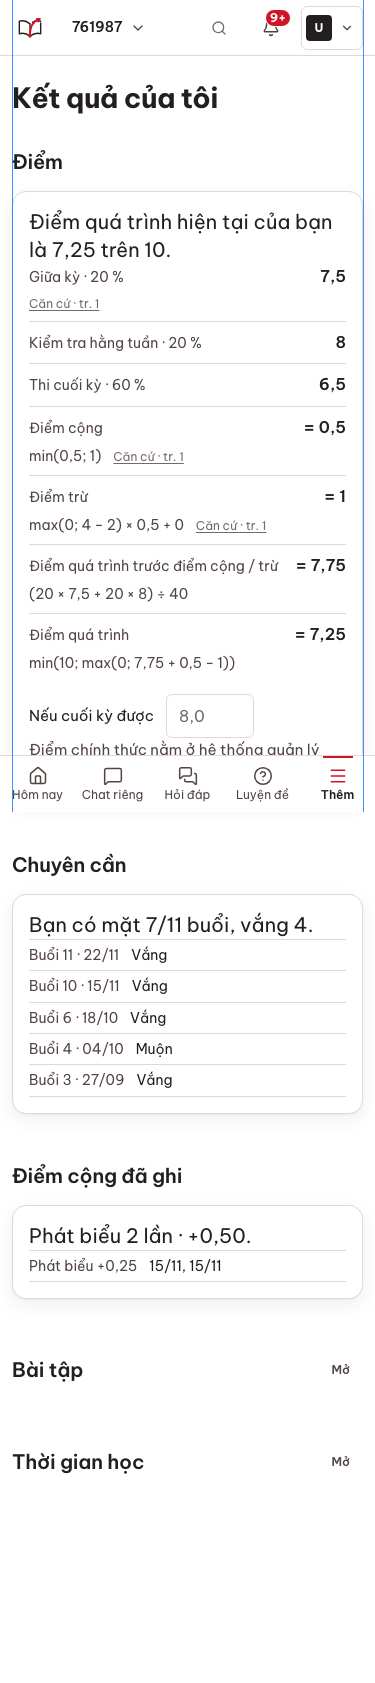 761987
9+
U
Kết quả của tôi
Điểm
Điểm quá trình hiện tại của bạn
là 7,25 trên 10.
Giữa kỳ · 20 % 7,5
Căn cứ · tr. 1
Kiểm tra hằng tuần · 20 % 8
Thi cuối kỳ · 60 % 6,5
Điểm cộng = 0,5
min(0,5; 1) Căn cứ · tr. 1
Điểm trừ = 1
max(0; 4 − 2) × 0,5 + 0 Căn cứ · tr. 1
Điểm quá trình trước điểm cộng / trừ = 7,75
(20 × 7,5 + 20 × 8) ÷ 40
Điểm quá trình = 7,25
min(10; max(0; 7,75 + 0,5 − 1))
Nếu cuối kỳ được 8,0
Điểm chính thức nằm ở hệ thống quản lý
Hôm nay Chat riêng Hỏi đáp Luyện đề Thêm
Chuyên cần
Bạn có mặt 7/11 buổi, vắng 4.
Buổi 11 · 22/11 Vắng
Buổi 10 · 15/11 Vắng
Buổi 6 · 18/10 Vắng
Buổi 4 · 04/10 Muộn
Buổi 3 · 27/09 Vắng
Điểm cộng đã ghi
Phát biểu 2 lần · +0,50.
Phát biểu +0,25 15/11, 15/11
Bài tập Mở
Thời gian học Mở